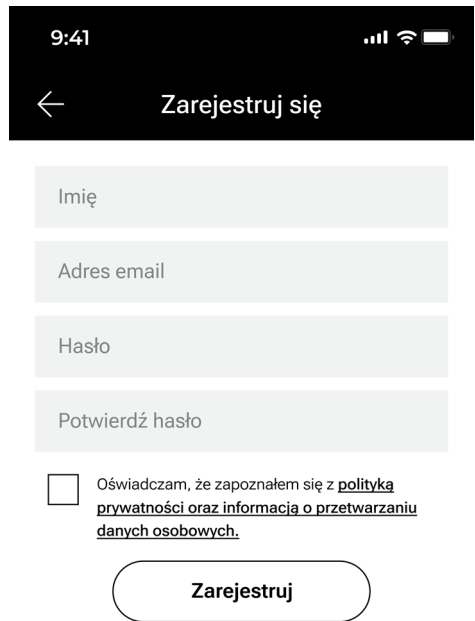 9:41
Zarejestruj się
Imię
Adres email
Hasło
Potwierdź hasło
Oświadczam, że zapoznałem się z polityką
prywatności oraz informacją o przetwarzaniu
danych osobowych.
Zarejestruj